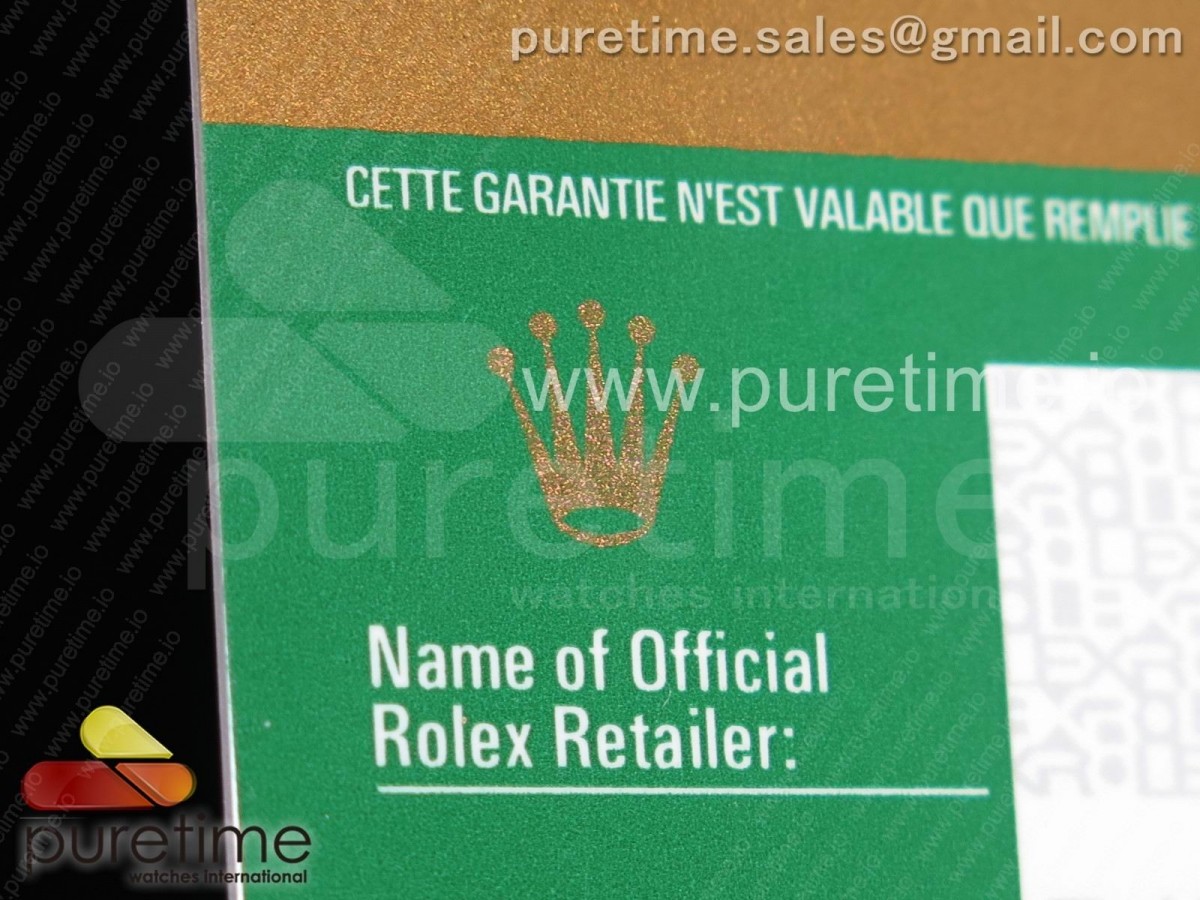 puretime.sales@gmail.com
CETTE GARANTIE N'EST VALABLE QUE REMPLIE
www.puretime.io
puretime
watches international
Name of Official
Rolex Retailer:
puretime
watches international